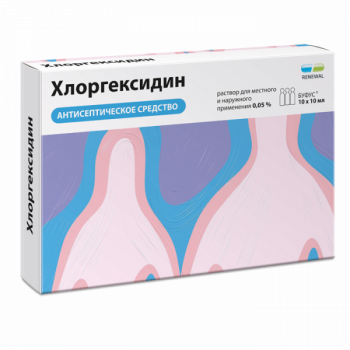 RENEWAL
Хлоргексидин
АНТИСЕПТИЧЕСКОЕ СРЕДСТВО
раствор для местного
и наружного
применения 0,05 %
БУФУС®
10 х 10 мл
Хлоргексидин